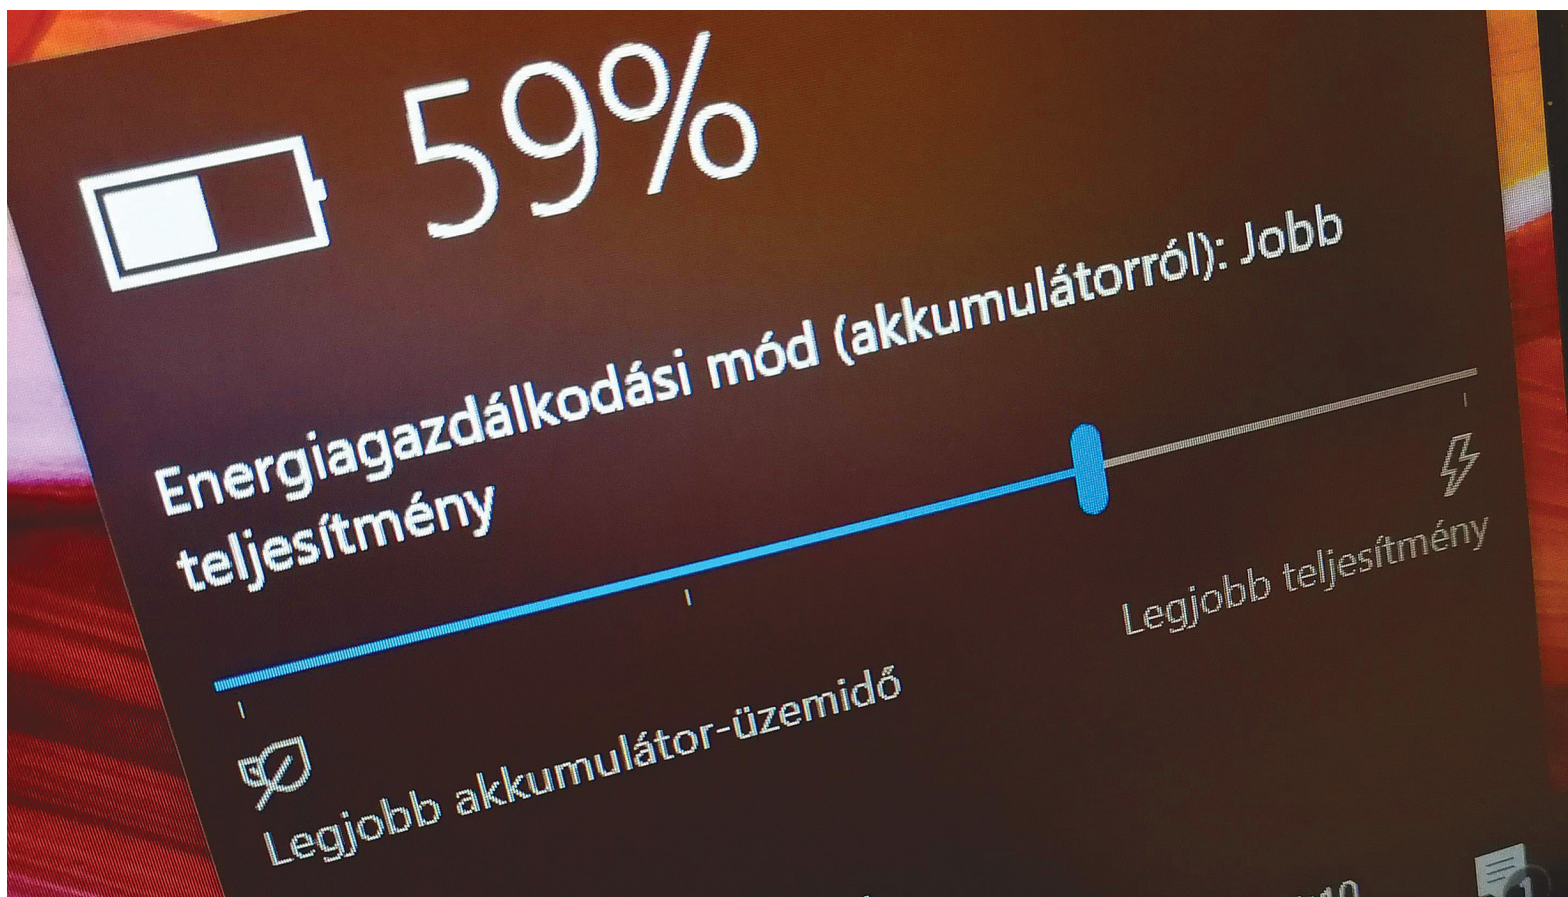 59%
Energiagazdálkodási mód (akkumulátorról): Jobb
teljesítmény
Legjobb teljesítmény
Legjobb akkumulátor-üzemidő